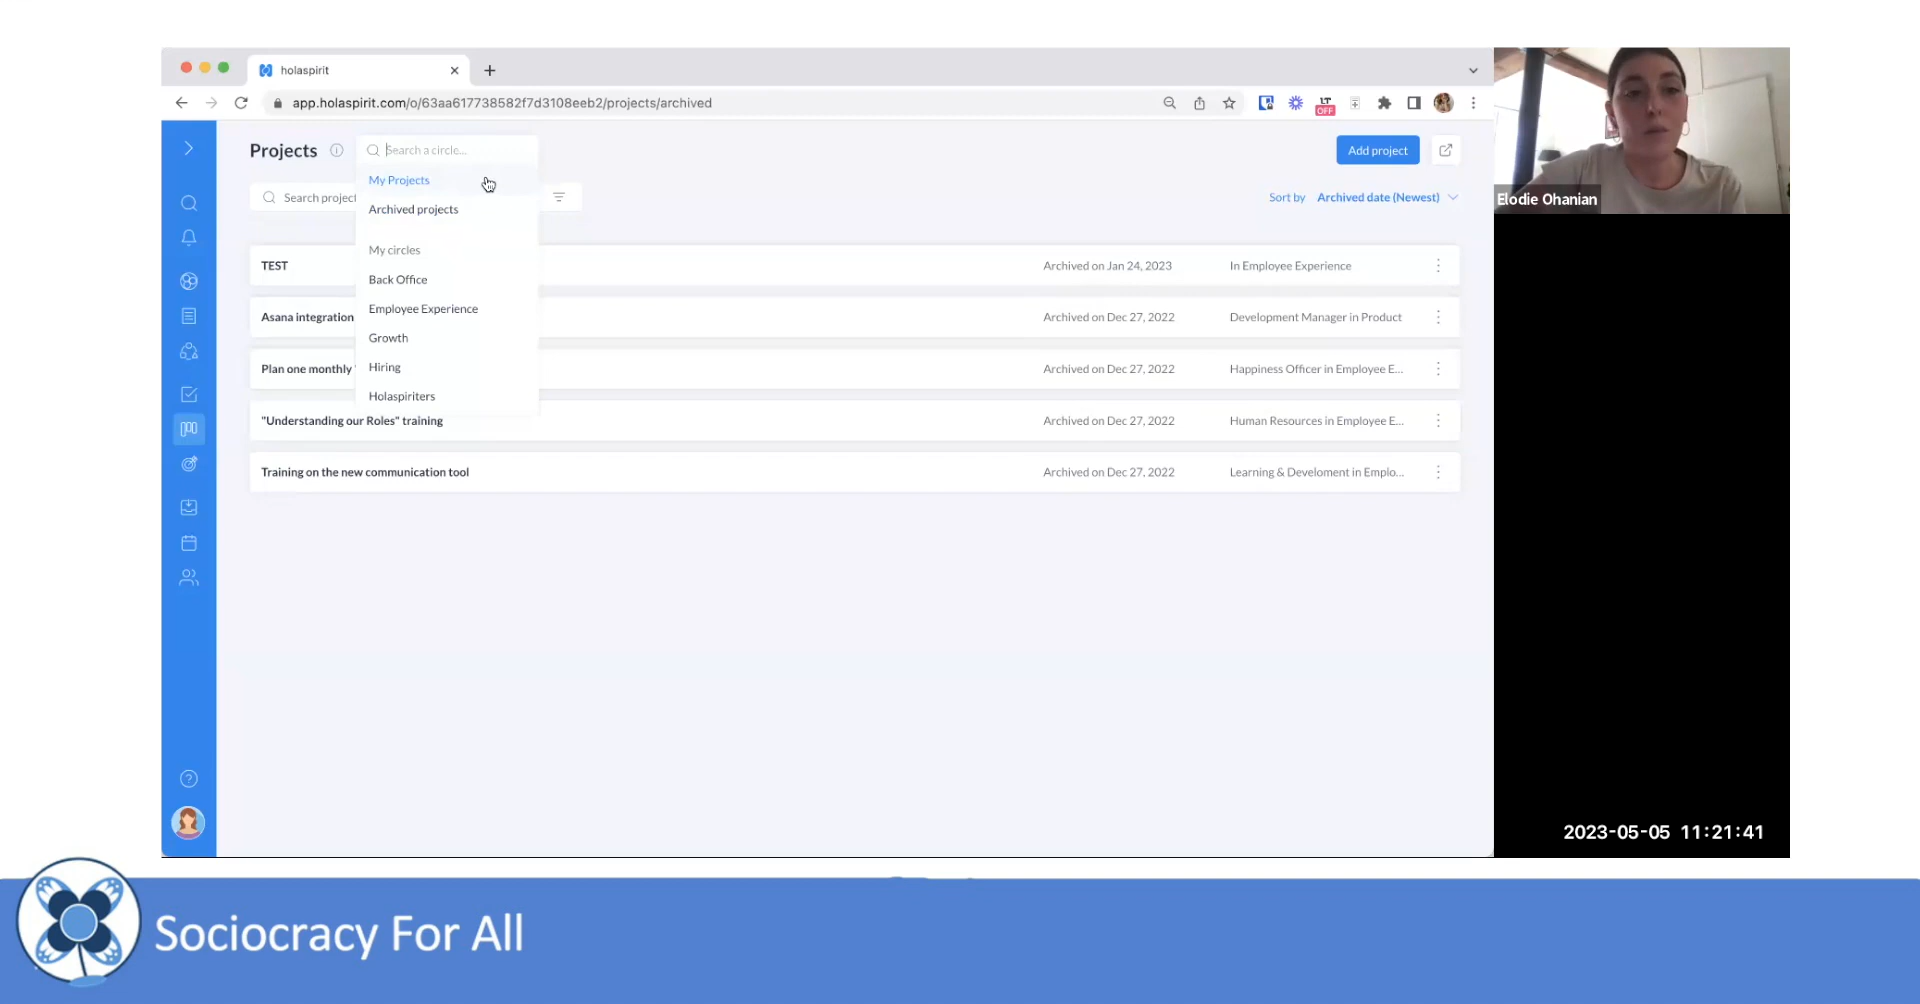 holaspirit
app.holaspirit.com/o/63aa617738582f7d3108eeb2/projects/archived
LT
OFF
Projects
Search a circle...
Add project
My Projects
Search project
Archived projects
Sort by Archived date (Newest)
Elodie Ohanian
My circles
TEST
Archived on Jan 24, 2023
In Employee Experience
Back Office
Employee Experience
Asana integration
Archived on Dec 27, 2022
Development Manager in Product
Growth
Hiring
Plan one monthly
Archived on Dec 27, 2022
Happiness Officer in Employee E...
Holaspiriters
"Understanding our Roles" training
Archived on Dec 27, 2022
Human Resources in Employee E...
Training on the new communication tool
Archived on Dec 27, 2022
Learning & Develoment in Emplo...
2023-05-05 11:21:41
Sociocracy For All